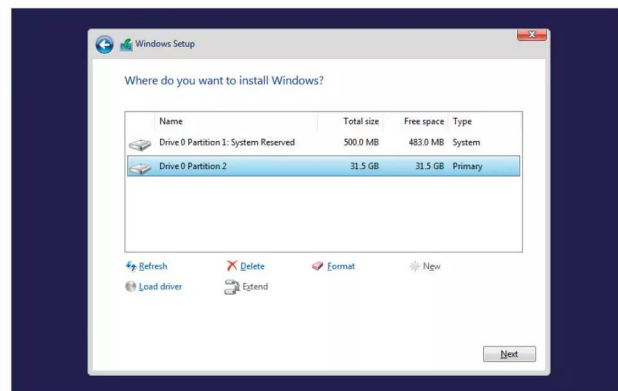 Windows Setup
Where do you want to install Windows?
Name Total size Free space Type
Drive 0 Partition 1: System Reserved 500.0 MB 483.0 MB System
Drive 0 Partition 2 31.5 GB 31.5 GB Primary
Refresh Delete Format New
Load driver Extend
Next